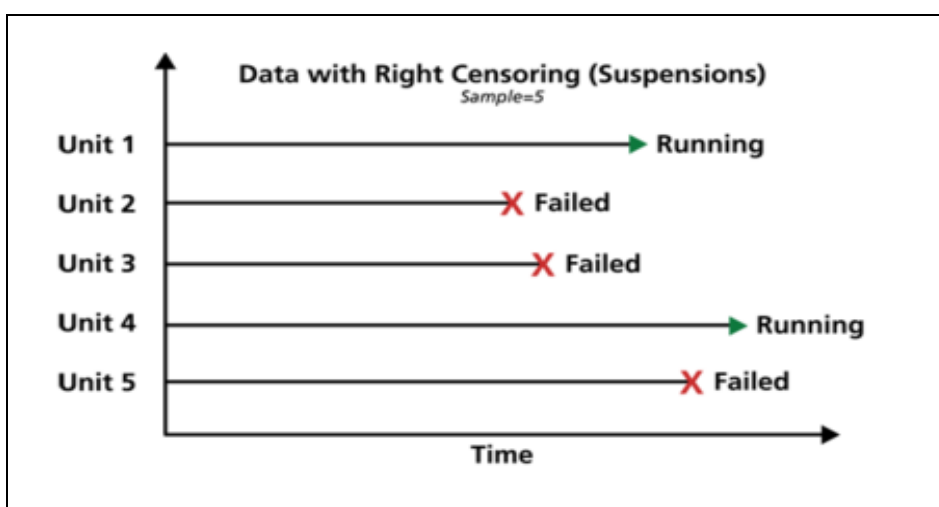 Data with Right Censoring (Suspensions)
Sample=5
Unit 1 Running
Unit 2 X Failed
Unit 3 X Failed
Unit 4 Running
Unit 5 X Failed
Time